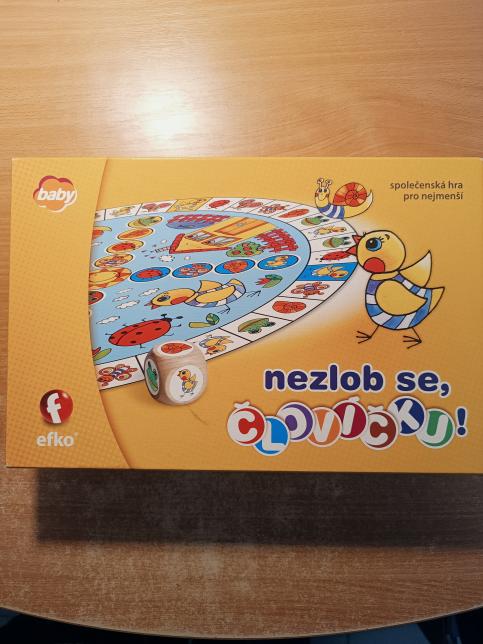 baby
společenská hra
pro nejmenší
nezlob se,
ČLOVÍČKU!
f
efko®